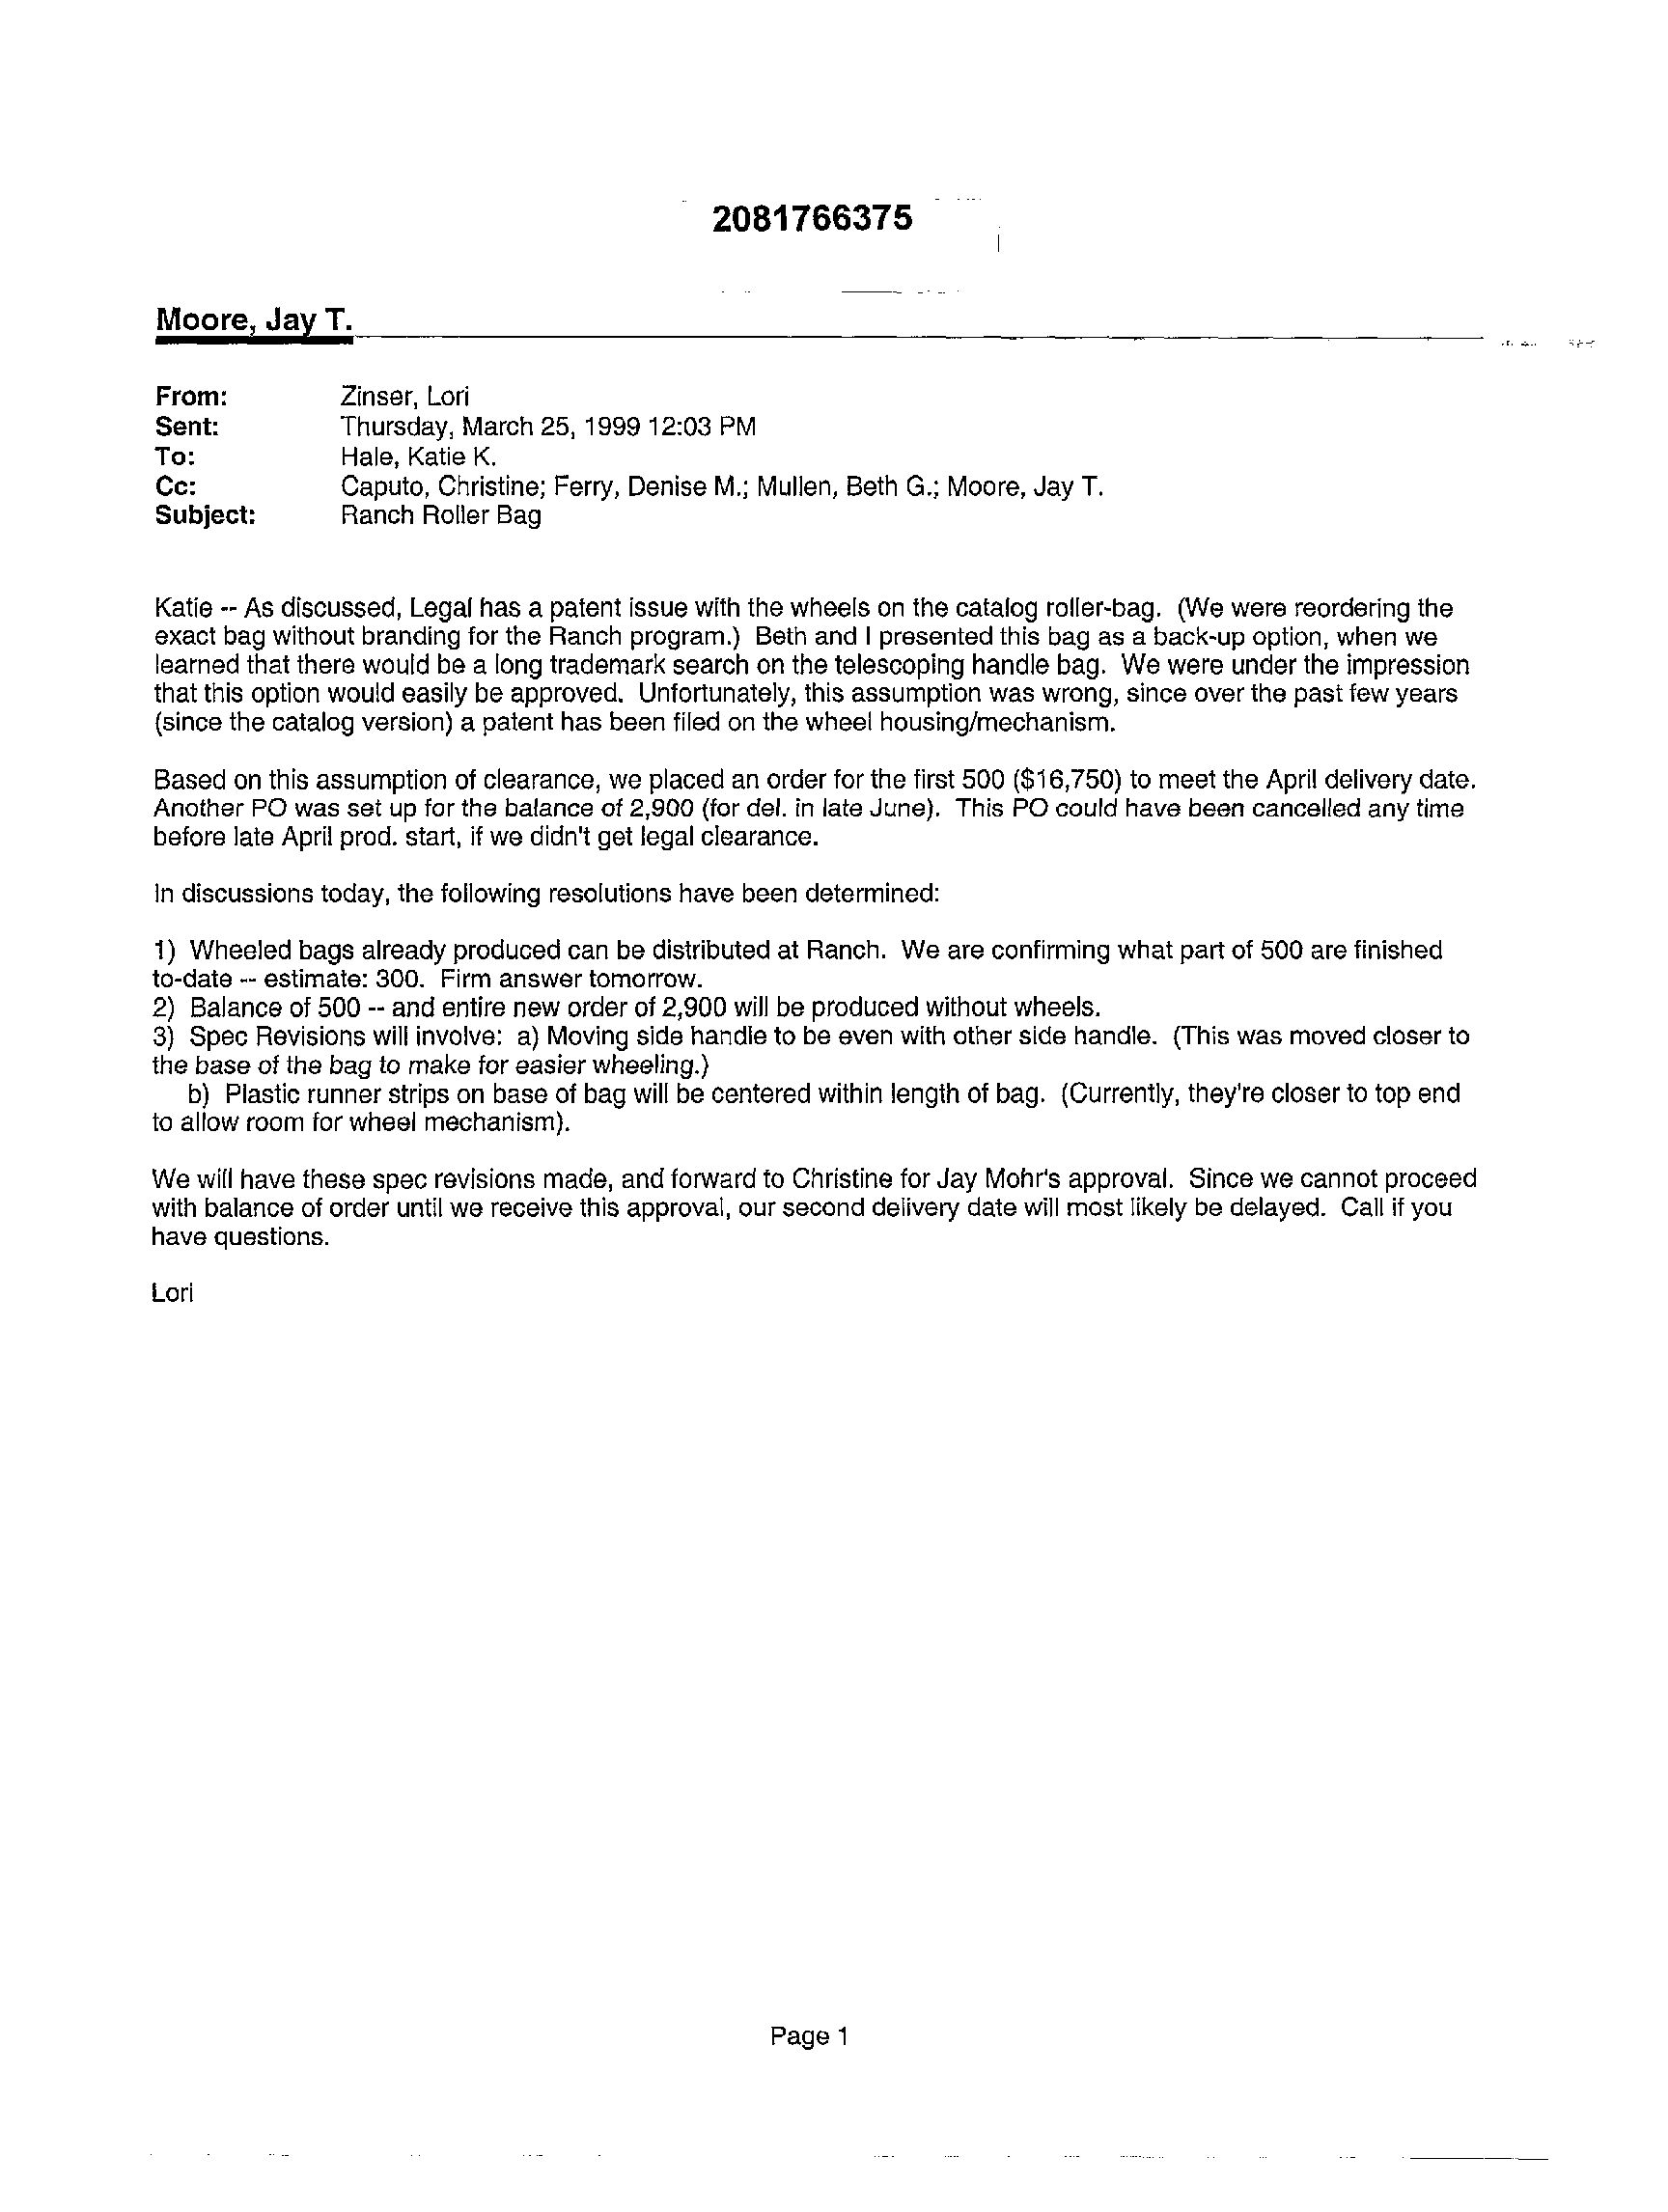 2081766375
Moore, Jay T.
From: Zinser, Lori
Sent: Thursday, March 25, 1999 12:03 PM
To: Hale, Katie K.
Cc: Caputo, Christine; Ferry, Denise M.; Mullen, Beth G.; Moore, Jay T.
Subject: Ranch Roller Bag
Katie -- As discussed, Legal has a patent issue with the wheels on the catalog roller-bag. (We were reordering the
exact bag without branding for the Ranch program.) Beth and I presented this bag as a back-up option, when we
learned that there would be a long trademark search on the telescoping handle bag. We were under the impression
that this option would easily be approved. Unfortunately, this assumption was wrong, since over the past few years
(since the catalog version) a patent has been filed on the wheel housing/mechanism.
Based on this assumption of clearance, we placed an order for the first 500 ($16,750) to meet the April delivery date.
Another PO was set up for the balance of 2,900 (for del. in late June). This PO could have been cancelled any time
before late April prod. start, if we didn't get legal clearance.
In discussions today, the following resolutions have been determined:
1) Wheeled bags already produced can be distributed at Ranch. We are confirming what part of 500 are finished
to-date -- estimate: 300. Firm answer tomorrow.
2) Balance of 500 -- and entire new order of 2,900 will be produced without wheels.
3) Spec Revisions will involve: a) Moving side handle to be even with other side handle. (This was moved closer to
the base of the bag to make for easier wheeling.)
b) Plastic runner strips on base of bag will be centered within length of bag. (Currently, they're closer to top end
to allow room for wheel mechanism).
We will have these spec revisions made, and forward to Christine for Jay Mohr's approval. Since we cannot proceed
with balance of order until we receive this approval, our second delivery date will most likely be delayed. Call if you
have questions.
Lori
Page 1